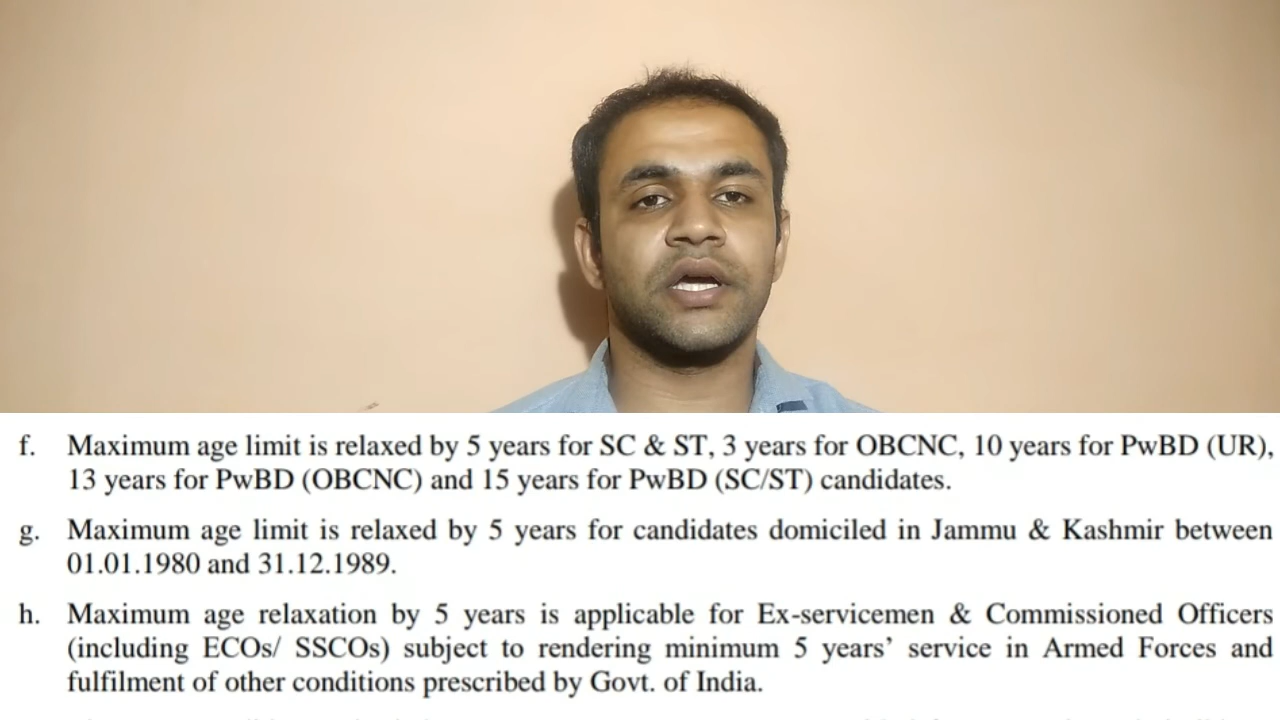 f. Maximum age limit is relaxed by 5 years for SC & ST, 3 years for OBCNC, 10 years for PwBD (UR),
13 years for PwBD (OBCNC) and 15 years for PwBD (SC/ST) candidates.
g. Maximum age limit is relaxed by 5 years for candidates domiciled in Jammu & Kashmir between
01.01.1980 and 31.12.1989.
h. Maximum age relaxation by 5 years is applicable for Ex-servicemen & Commissioned Officers
(including ECOs/ SSCOs) subject to rendering minimum 5 years’ service in Armed Forces and
fulfilment of other conditions prescribed by Govt. of India.